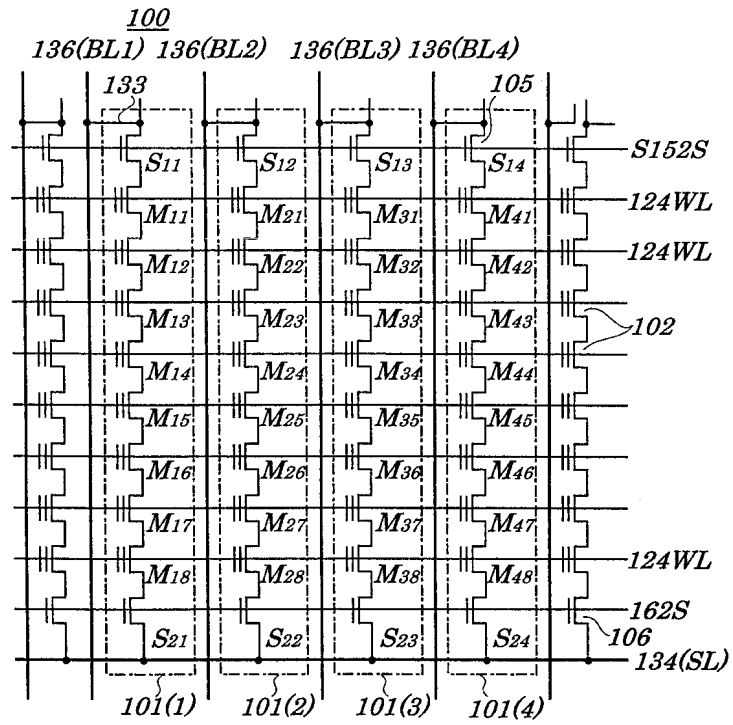 100
136(BL1) 136(BL2) 136(BL3) 136(BL4)
133 105
S11 S12 S13 S14 S152S
M11 M21 M31 M41 124WL
M12 M22 M32 M42 124WL
M13 M23 M33 M43
102
M14 M24 M34 M44
M15 M25 M35 M45
M16 M26 M36 M46
M17 M27 M37 M47
M18 M28 M38 M48 124WL
162S
S21 S22 S23 S24 106
134(SL)
101(1) 101(2) 101(3) 101(4)